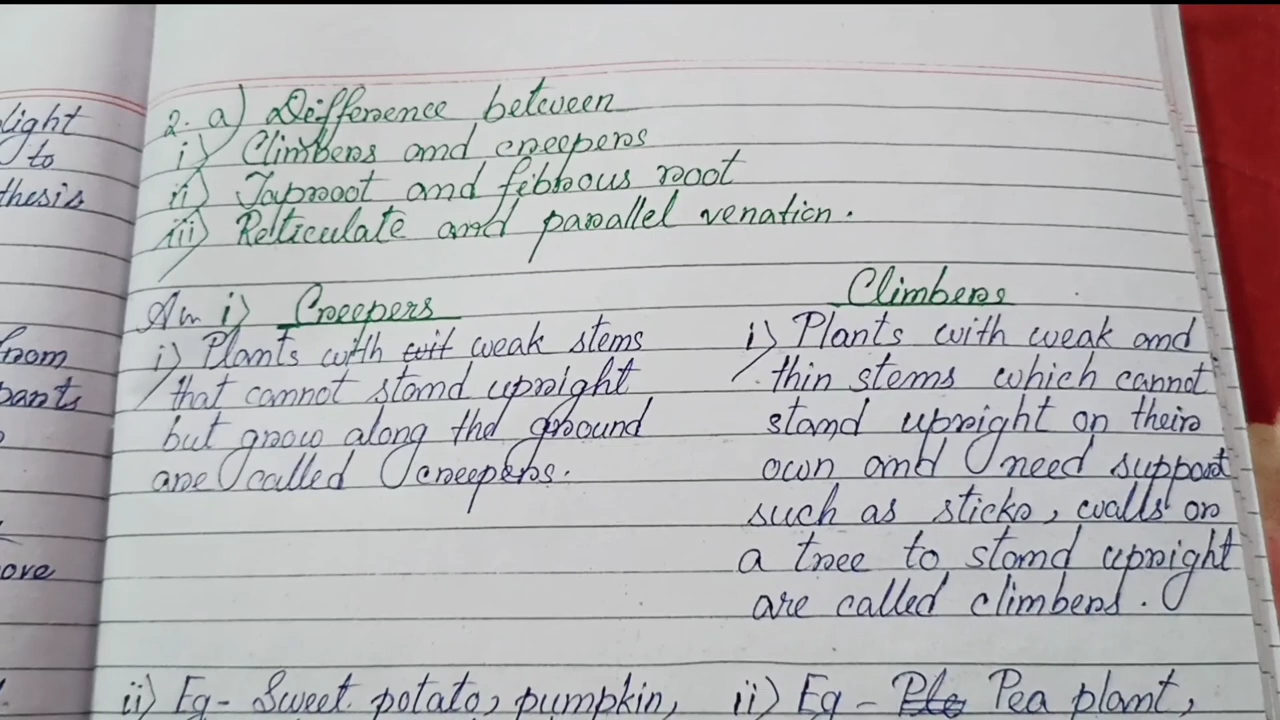 light
to
thesis
from
pants
ove
2. a) Difference between
i) Climbers and creepers
ii) Taproot and fibrous root
iii) Relticulate and parallel venation.
Ans i) Creepers
i) Plants with weak stems
that cannot stand upright
but grow along the ground
are called creepers.
ii) Eg- Sweet potato, pumpkin,
Climbers
i) Plants with weak and
thin stems which cannot
stand upright on their
own and need support
such as sticks, walls or
a tree to stand upright
are called climbers.
ii) Eg - Pea plant,